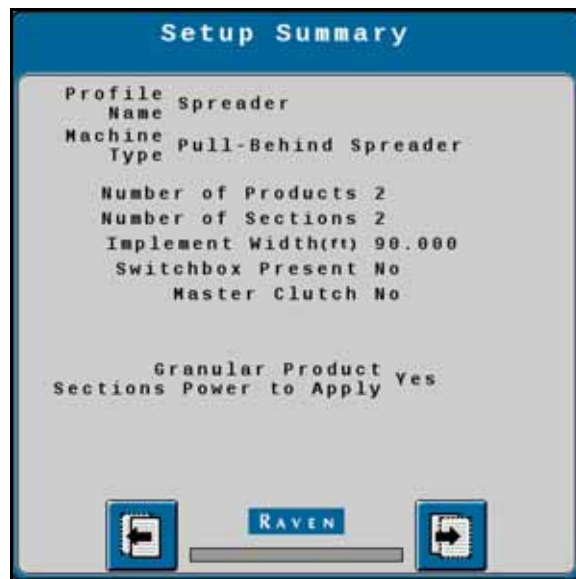 Setup Summary
Profile Name Spreader
Machine Type Pull-Behind Spreader
Number of Products 2
Number of Sections 2
Implement Width(ft) 90.000
Switchbox Present No
Master Clutch No
Granular Product
Sections Power to Apply Yes
RAVEN